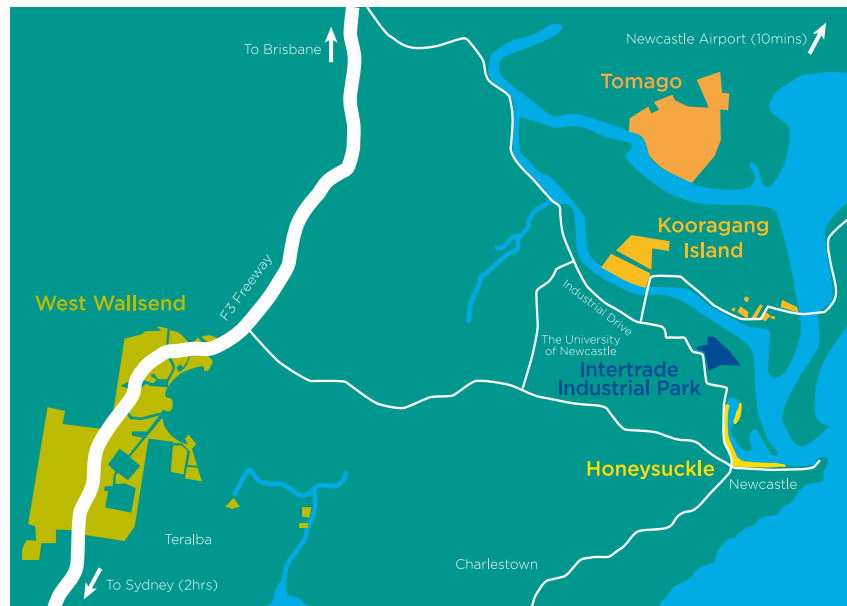 Newcastle Airport (10mins)
To Brisbane
Tomago
Kooragang
Island
F3 Freeway
Industrial Drive
West Wallsend
The University
of Newcastle
Intertrade
Industrial Park
Honeysuckle
Newcastle
Teralba
Charlestown
To Sydney (2hrs)